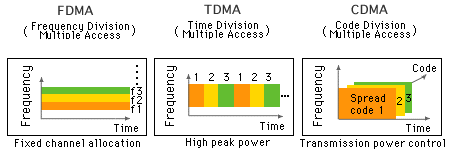 FDMA
( Frequency Division
Multiple Access )
Frequency
f3
f2
f1
Time
Fixed channel allocation
TDMA
( Time Division
Multiple Access )
Frequency
1 2 3 1 2 3
Time
High peak power
CDMA
( Code Division
Multiple Access )
Frequency
Code
Spread
code 1
2
3
Time
Transmission power control